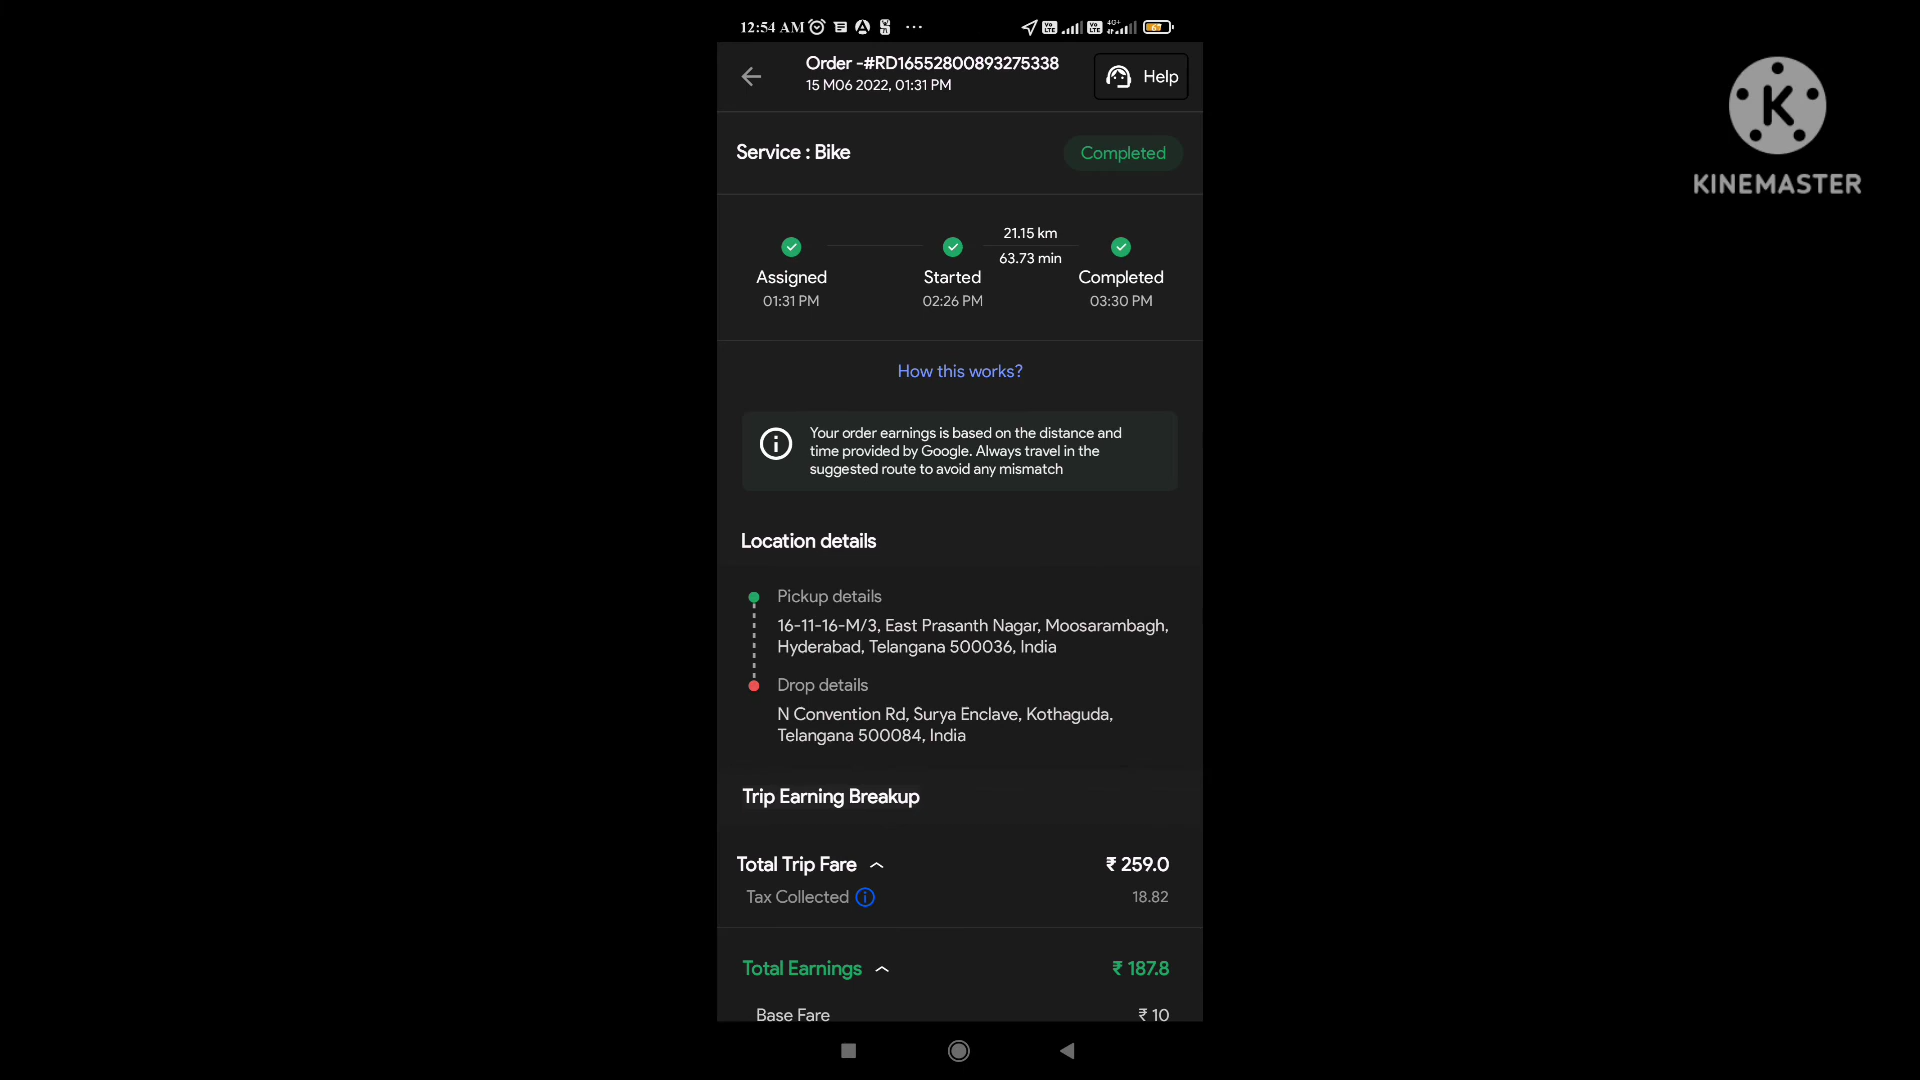 12:54 AM
4G+
67
Order -#RD16552800893275338
15 M06 2022, 01:31 PM
Help
Service : Bike
Completed
21.15 km
63.73 min
Assigned
Started
Completed
01:31 PM
02:26 PM
03:30 PM
How this works?
Your order earnings is based on the distance and
time provided by Google. Always travel in the
suggested route to avoid any mismatch
Location details
Pickup details
16-11-16-M/3, East Prasanth Nagar, Moosarambagh,
Hyderabad, Telangana 500036, India
Drop details
N Convention Rd, Surya Enclave, Kothaguda,
Telangana 500084, India
Trip Earning Breakup
Total Trip Fare ₹ 259.0
Tax Collected 18.82
Total Earnings ₹ 187.8
Base Fare ₹ 10
K
KINEMASTER